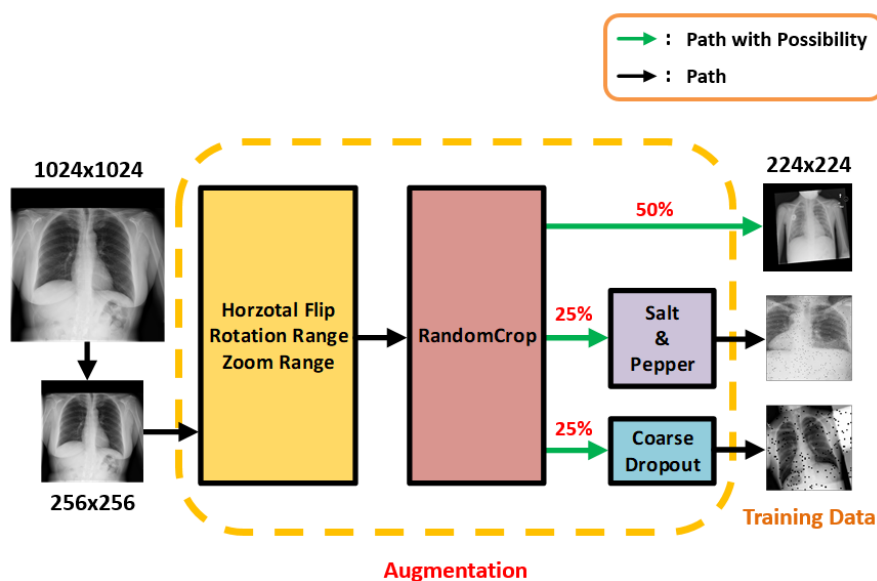 : Path with Possibility
: Path
1024x1024
224x224
50%
Horzotal Flip
Rotation Range
Zoom Range
RandomCrop
25%
Salt
&
Pepper
25%
Coarse
Dropout
256x256
Training Data
Augmentation